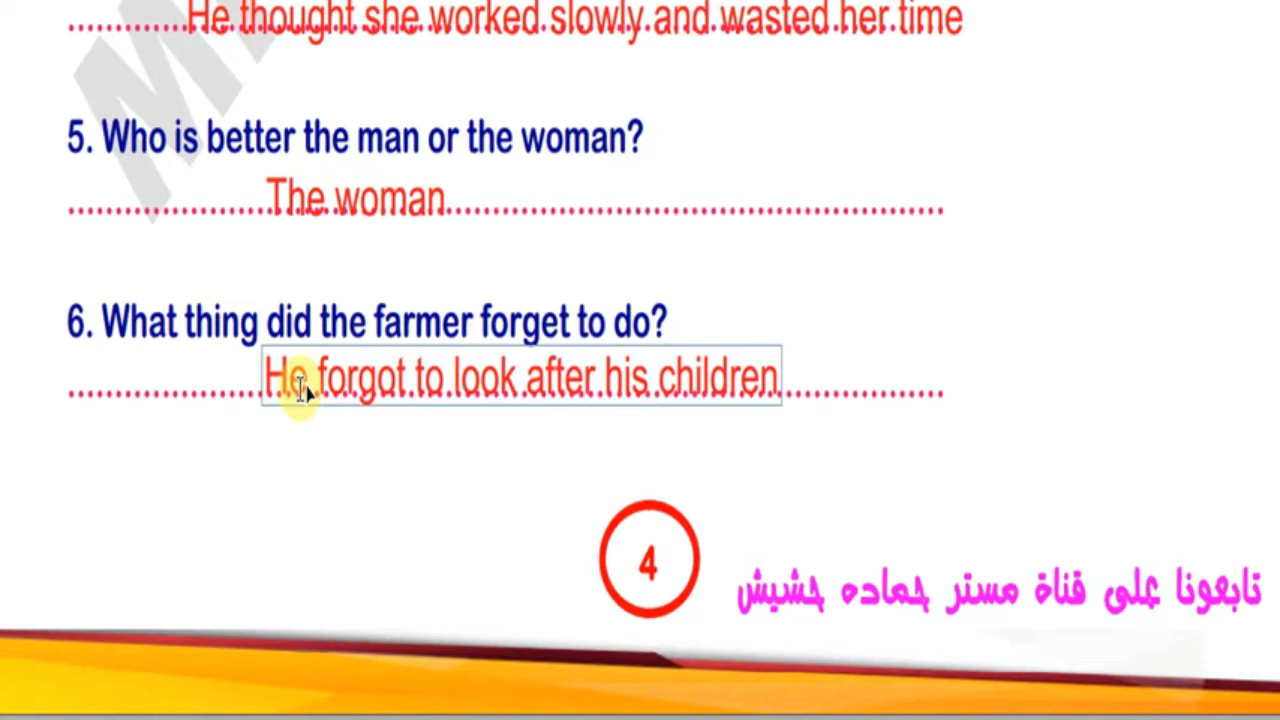 He thought she worked slowly and wasted her time
5. Who is better the man or the woman?
The woman
6. What thing did the farmer forget to do?
He forgot to look after his children
4
تابعونا على قناة مستر حماده حشيش